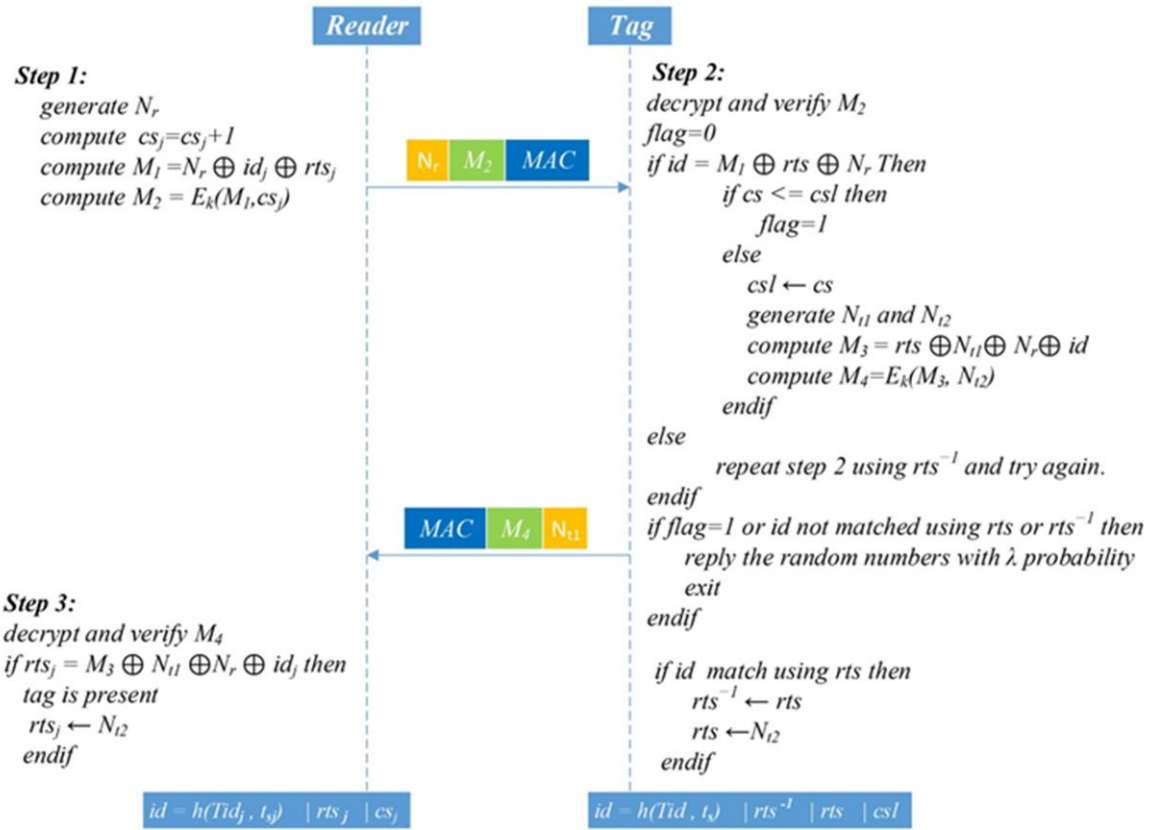 Reader
Tag
Step 1:
generate Nᵣ
compute csⱼ=csⱼ+1
compute M₁ =Nᵣ ⊕ idⱼ ⊕ rtsⱼ
compute M₂ = Eₖ(M₁,csⱼ)
Nᵣ M₂ MAC
Step 2:
decrypt and verify M₂
flag=0
if id = M₁ ⊕ rts ⊕ Nᵣ Then
if cs <= csl then
flag=1
else
csl ← cs
generate Nₜ₁ and Nₜ₂
compute M₃ = rts ⊕Nₜ₁⊕ Nᵣ⊕ id
compute M₄=Eₖ(M₃, Nₜ₂)
endif
else
repeat step 2 using rts⁻¹ and try again.
endif
if flag=1 or id not matched using rts or rts⁻¹ then
reply the random numbers with λ probability
exit
endif
MAC M₄ Nₜ₁
if id match using rts then
rts⁻¹ ← rts
rts ←Nₜ₂
endif
Step 3:
decrypt and verify M₄
if rtsⱼ = M₃ ⊕ Nₜ₁ ⊕Nᵣ ⊕ idⱼ then
tag is present
rtsⱼ ← Nₜ₂
endif
id = h(Tidⱼ , tₛⱼ) | rtsⱼ | csⱼ
id = h(Tid , tₛ) | rts⁻¹ | rts | csl